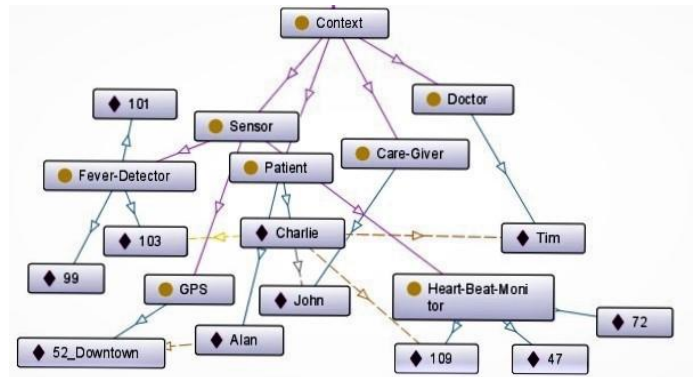 Context
101
Doctor
Sensor
Care-Giver
Patient
Fever-Detector
Charlie
Tim
103
99
GPS
John
Heart-Beat-Moni
tor
72
Alan
52_Downtown
109
47